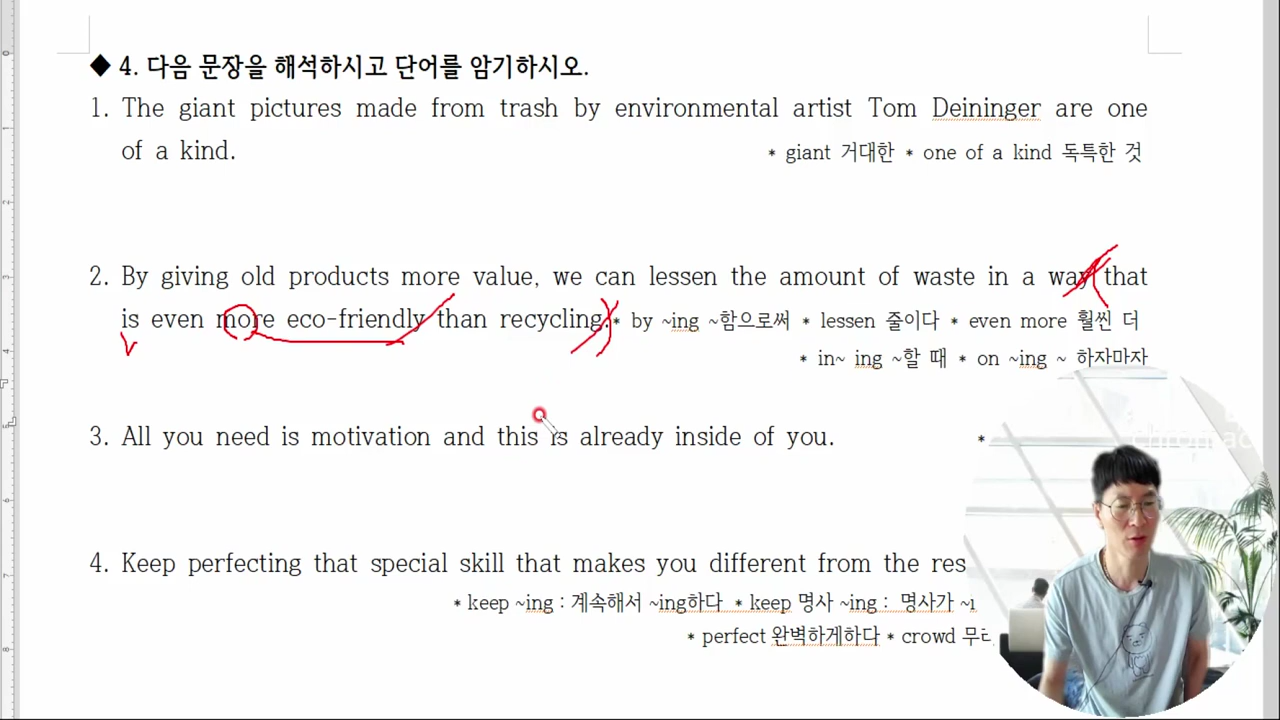 ◆ 4. 다음 문장을 해석하시고 단어를 암기하시오.
1. The giant pictures made from trash by environmental artist Tom Deininger are one
of a kind. * giant 거대한 * one of a kind 독특한 것
2. By giving old products more value, we can lessen the amount of waste in a way that
is even more eco-friendly than recycling. * by ~ing ~함으로써 * lessen 줄이다 * even more 훨씬 더
* in~ ing ~할 때 * on ~ing ~ 하자마자
3. All you need is motivation and this is already inside of you. *
4. Keep perfecting that special skill that makes you different from the res
* keep ~ing : 계속해서 ~ing하다 * keep 명사 ~ing : 명사가 ~
* perfect 완벽하게하다 * crowd